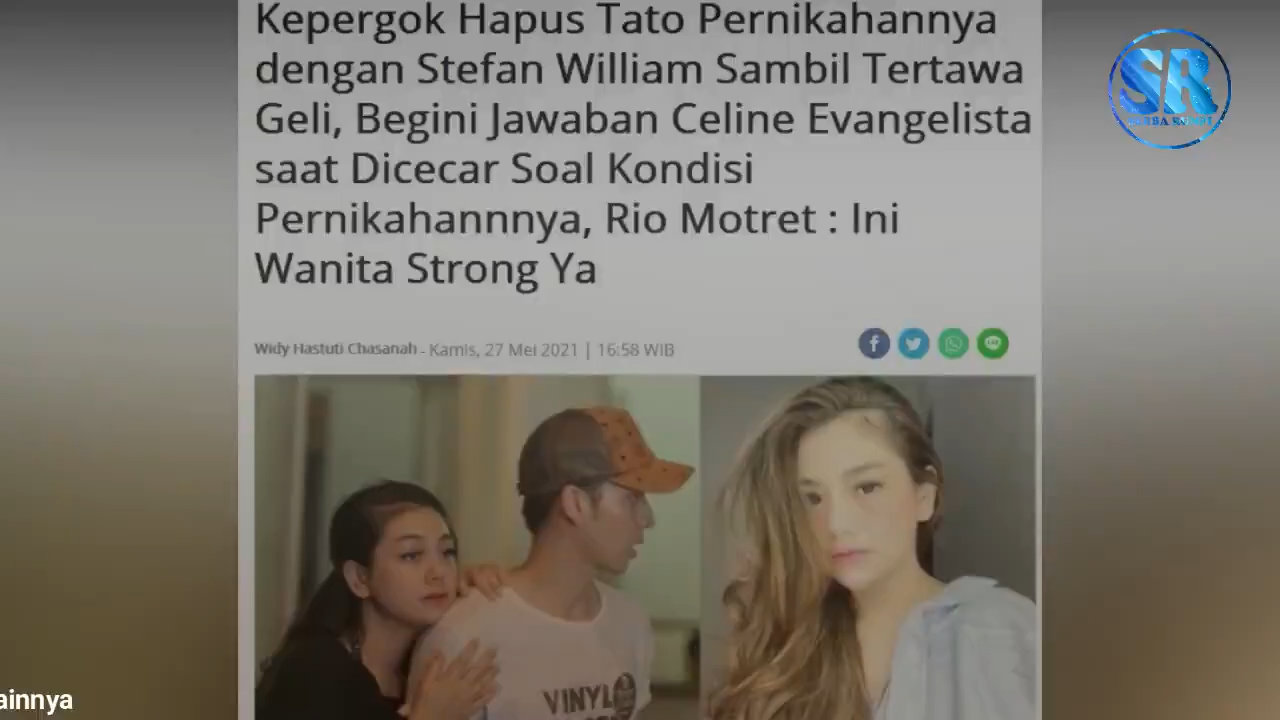 Kepergok Hapus Tato Pernikahannya
dengan Stefan William Sambil Tertawa
Geli, Begini Jawaban Celine Evangelista
saat Dicecar Soal Kondisi
Pernikahannnya, Rio Motret : Ini
Wanita Strong Ya
Widy Hastuti Chasanah - Kamis, 27 Mei 2021 | 16:58 WIB
SR
VINYL
ainnya